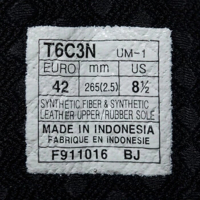 T6C3N UM-1
EURO mm US
42 265(2.5) 8½
SYNTHETIC FIBER & SYNTHETIC
LEATHER UPPER/RUBBER SOLE
MADE IN INDONESIA
FABRIQUE EN INDONESIE
F911016 BJ